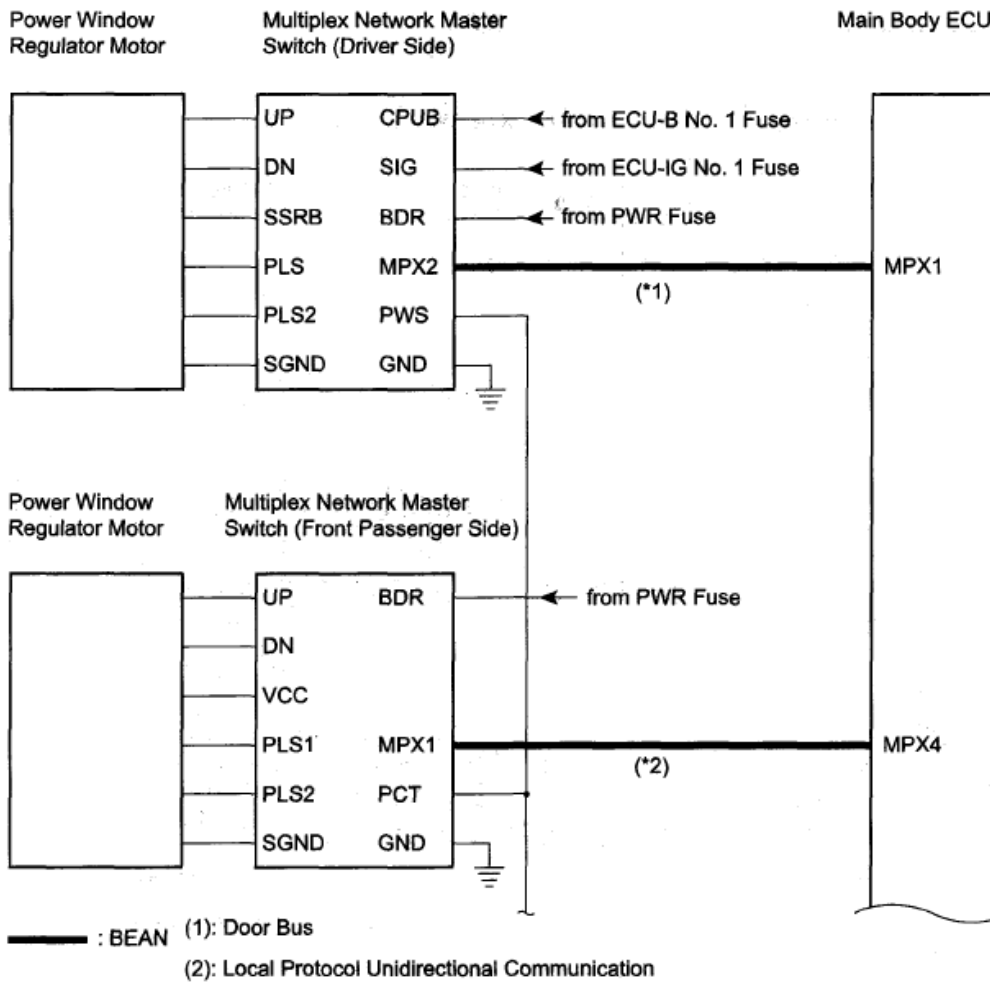 Power Window
Regulator Motor
Multiplex Network Master
Switch (Driver Side)
Main Body ECU
UP
CPUB
from ECU-B No. 1 Fuse
DN
SIG
from ECU-IG No. 1 Fuse
SSRB
BDR
from PWR Fuse
PLS
MPX2
(*1)
MPX1
PLS2
PWS
SGND
GND
Power Window
Regulator Motor
Multiplex Network Master
Switch (Front Passenger Side)
UP
BDR
from PWR Fuse
DN
VCC
PLS1
MPX1
(*2)
MPX4
PLS2
PCT
SGND
GND
: BEAN
(1): Door Bus
(2): Local Protocol Unidirectional Communication